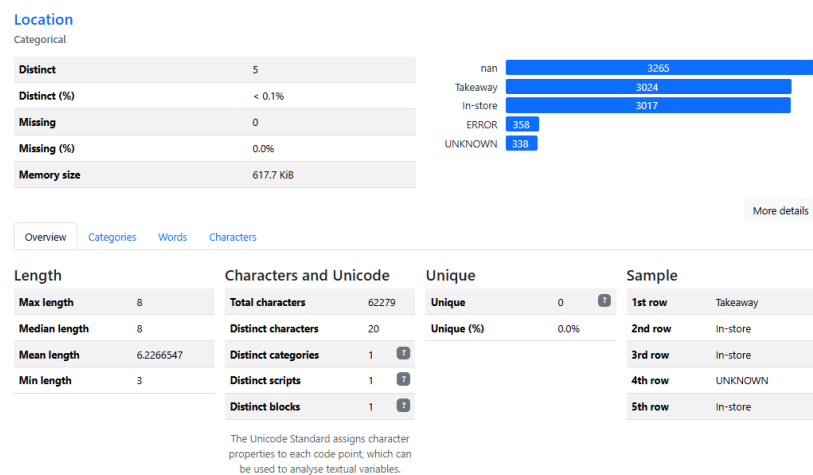 Location
Categorical
Distinct 5
Distinct (%) < 0.1%
Missing 0
Missing (%) 0.0%
Memory size 617.7 KiB
nan 3265
Takeaway 3024
In-store 3017
ERROR 358
UNKNOWN 338
More details
Overview Categories Words Characters
Length
Max length 8
Median length 8
Mean length 6.2266547
Min length 3
Characters and Unicode
Total characters 62279
Distinct characters 20
Distinct categories 1 ?
Distinct scripts 1 ?
Distinct blocks 1 ?
The Unicode Standard assigns character
properties to each code point, which can
be used to analyse textual variables.
Unique
Unique 0 ?
Unique (%) 0.0%
Sample
1st row Takeaway
2nd row In-store
3rd row In-store
4th row UNKNOWN
5th row In-store